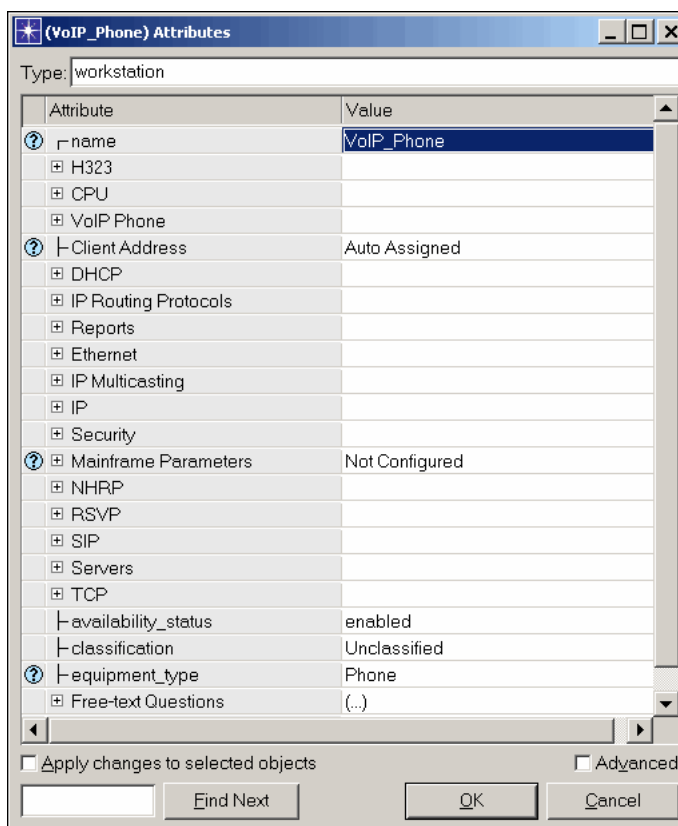 (VoIP_Phone) Attributes
Type: workstation
Attribute Value
name VoIP_Phone
H323
CPU
VoIP Phone
Client Address Auto Assigned
DHCP
IP Routing Protocols
Reports
Ethernet
IP Multicasting
IP
Security
Mainframe Parameters Not Configured
NHRP
RSVP
SIP
Servers
TCP
availability_status enabled
classification Unclassified
equipment_type Phone
Free-text Questions (...)
Apply changes to selected objects Advanced
Find Next OK Cancel